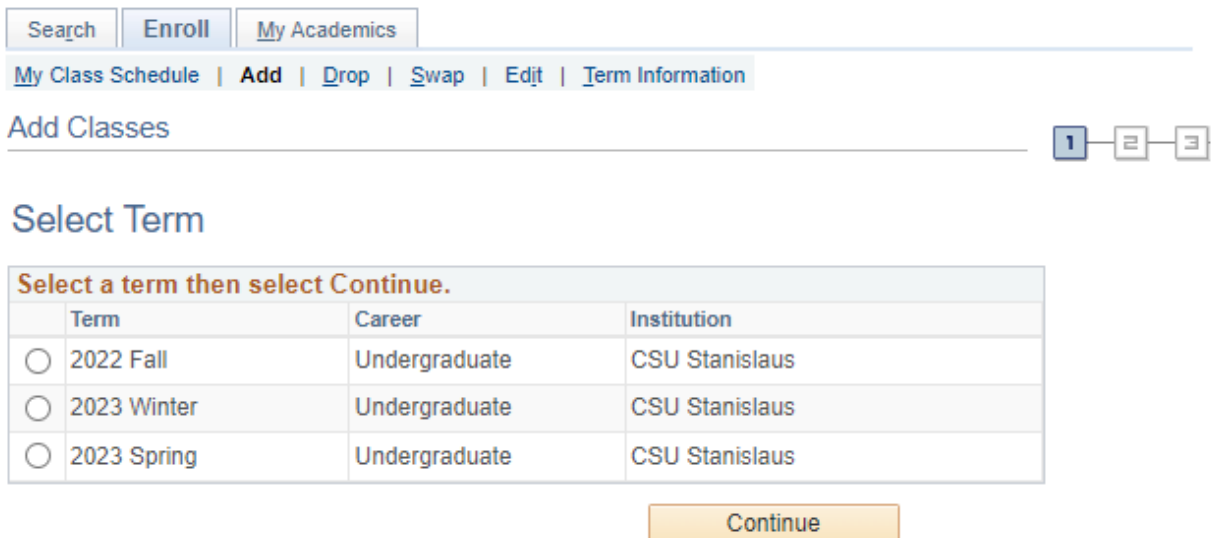 Search Enroll My Academics
My Class Schedule | Add | Drop | Swap | Edit | Term Information
Add Classes
1 2 3
Select Term
Select a term then select Continue.
Term Career Institution
2022 Fall Undergraduate CSU Stanislaus
2023 Winter Undergraduate CSU Stanislaus
2023 Spring Undergraduate CSU Stanislaus
Continue